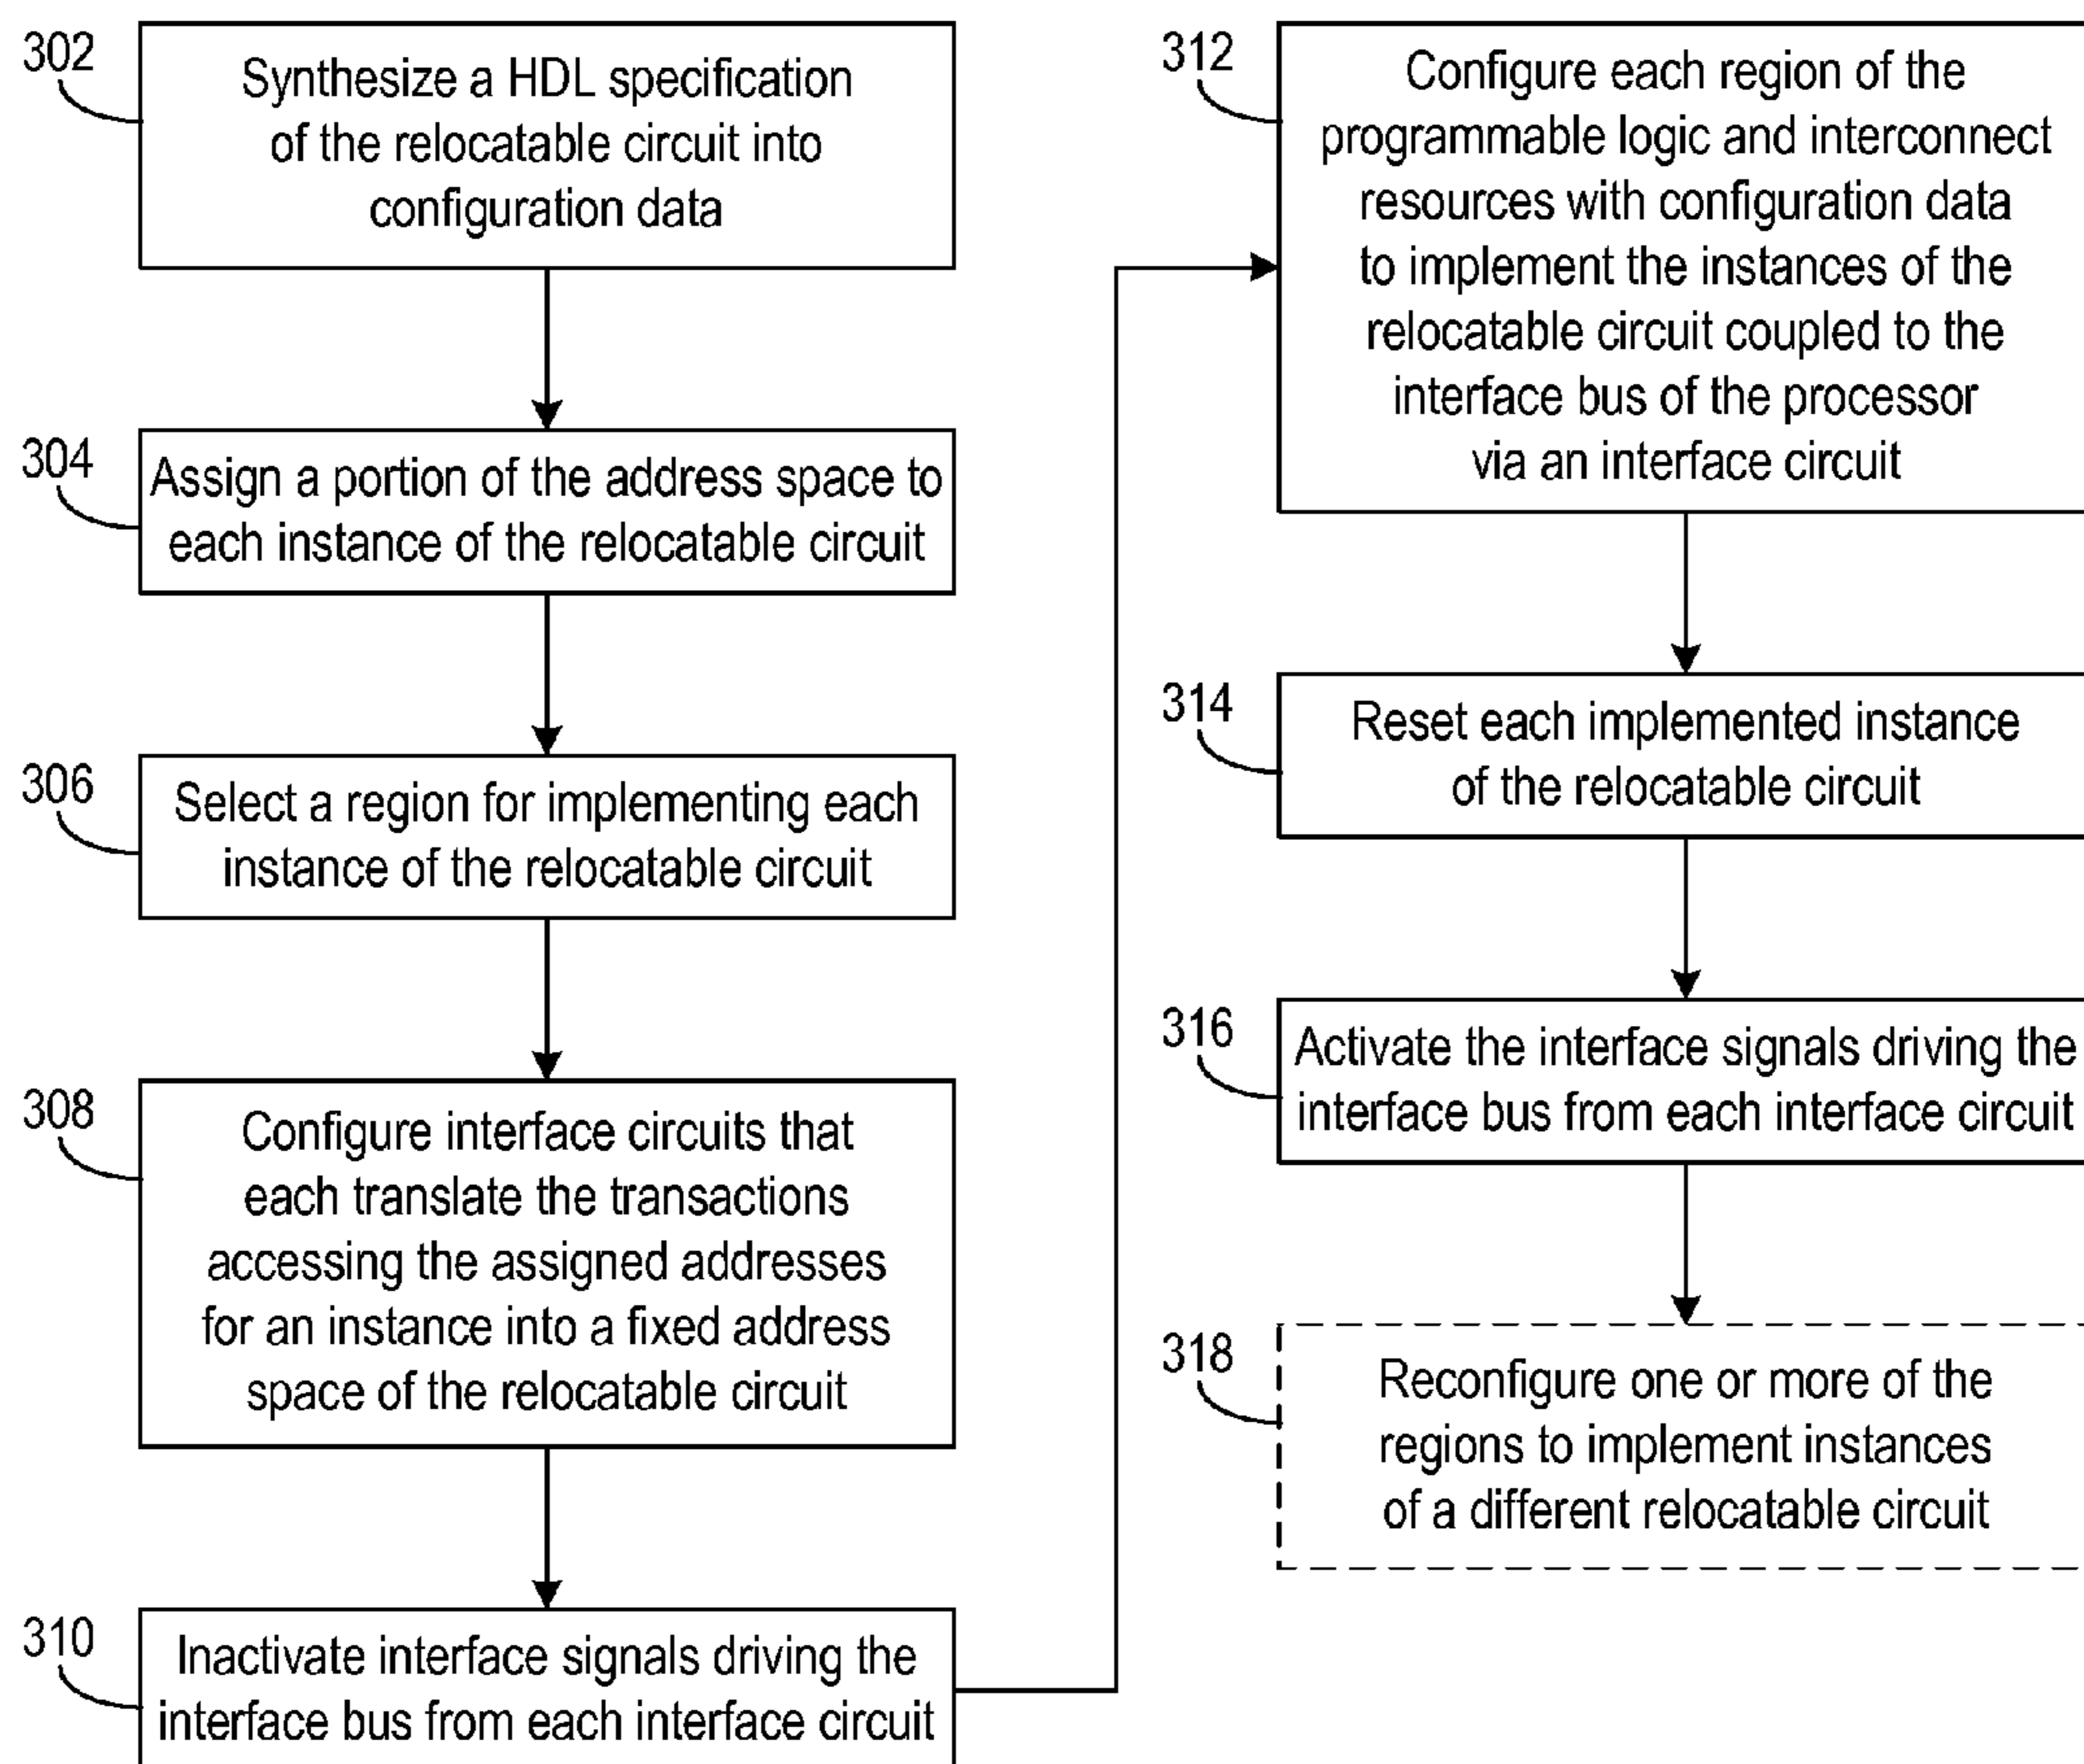 302
Synthesize a HDL specification
of the relocatable circuit into
configuration data
304
Assign a portion of the address space to
each instance of the relocatable circuit
306
Select a region for implementing each
instance of the relocatable circuit
308
Configure interface circuits that
each translate the transactions
accessing the assigned addresses
for an instance into a fixed address
space of the relocatable circuit
310
Inactivate interface signals driving the
interface bus from each interface circuit
312
Configure each region of the
programmable logic and interconnect
resources with configuration data
to implement the instances of the
relocatable circuit coupled to the
interface bus of the processor
via an interface circuit
314
Reset each implemented instance
of the relocatable circuit
316
Activate the interface signals driving the
interface bus from each interface circuit
318
Reconfigure one or more of the
regions to implement instances
of a different relocatable circuit